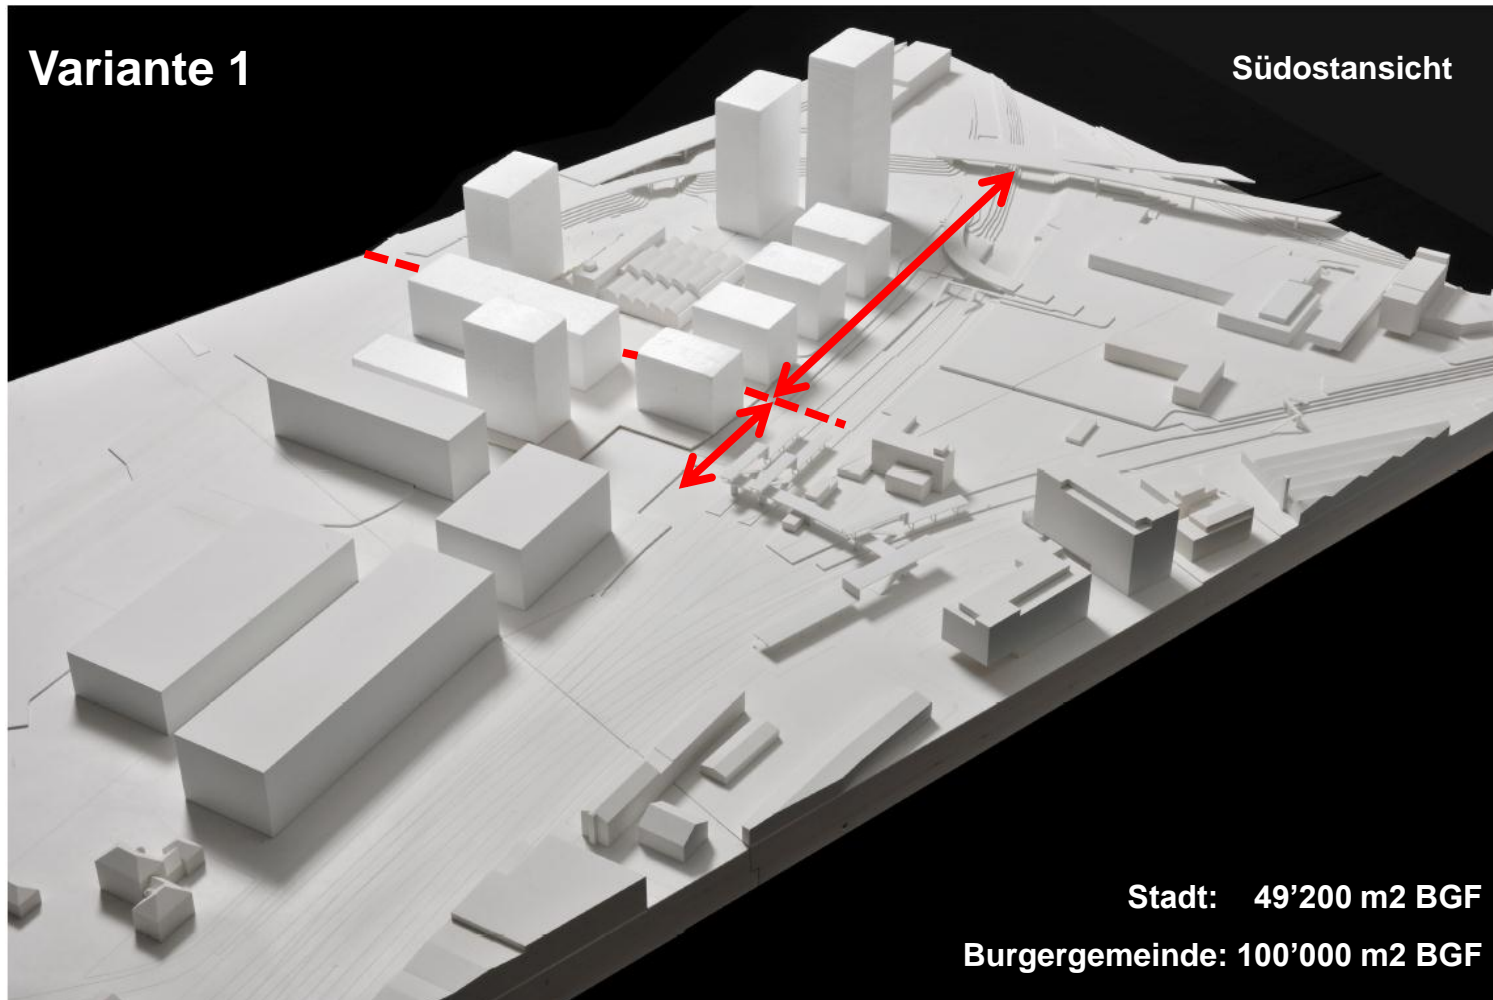 Variante 1
Südostansicht
Stadt: 49’200 m2 BGF
Burgergemeinde: 100’000 m2 BGF